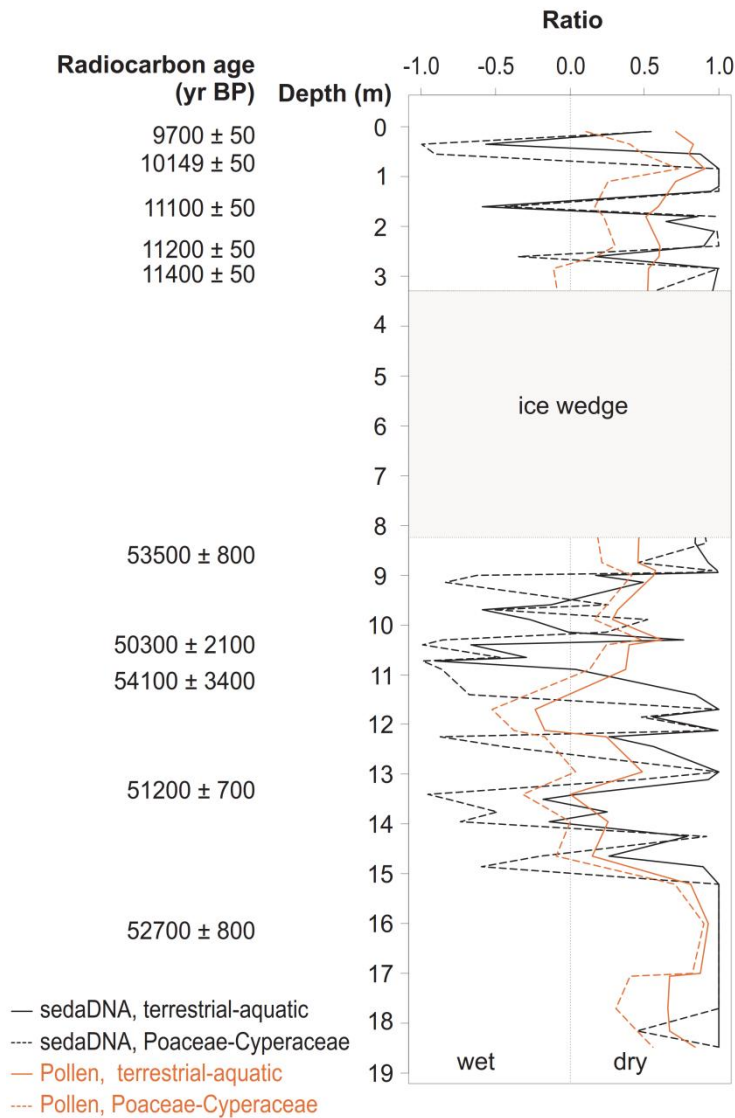 Ratio
Radiocarbon age
(yr BP)
Depth (m)
-1.0 -0.5 0.0 0.5 1.0
0
9700 ± 50
10149 ± 50
1
11100 ± 50
2
11200 ± 50
11400 ± 50
3
4
5
ice wedge
6
7
8
53500 ± 800
9
10
50300 ± 2100
54100 ± 3400
11
12
13
51200 ± 700
14
15
52700 ± 800
16
17
18
19
wet dry
sedaDNA, terrestrial-aquatic
sedaDNA, Poaceae-Cyperaceae
Pollen, terrestrial-aquatic
Pollen, Poaceae-Cyperaceae